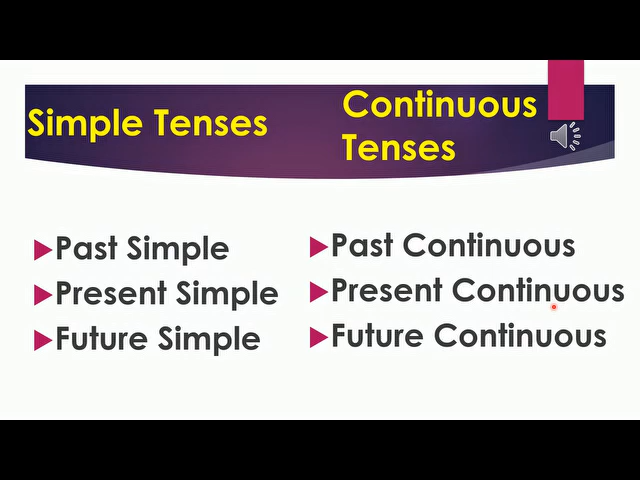 Simple Tenses
Continuous
Tenses
Past Simple
Present Simple
Future Simple
Past Continuous
Present Continuous
Future Continuous